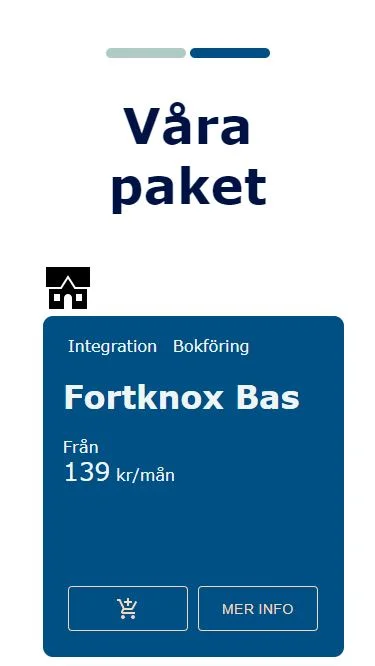 Våra
paket
Integration Bokföring
Fortknox Bas
Från
139 kr/mån
MER INFO